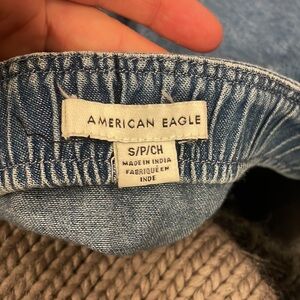 AMERICAN EAGLE
S/P/CH
MADE IN INDIA
FABRIQUÉ EN
INDE